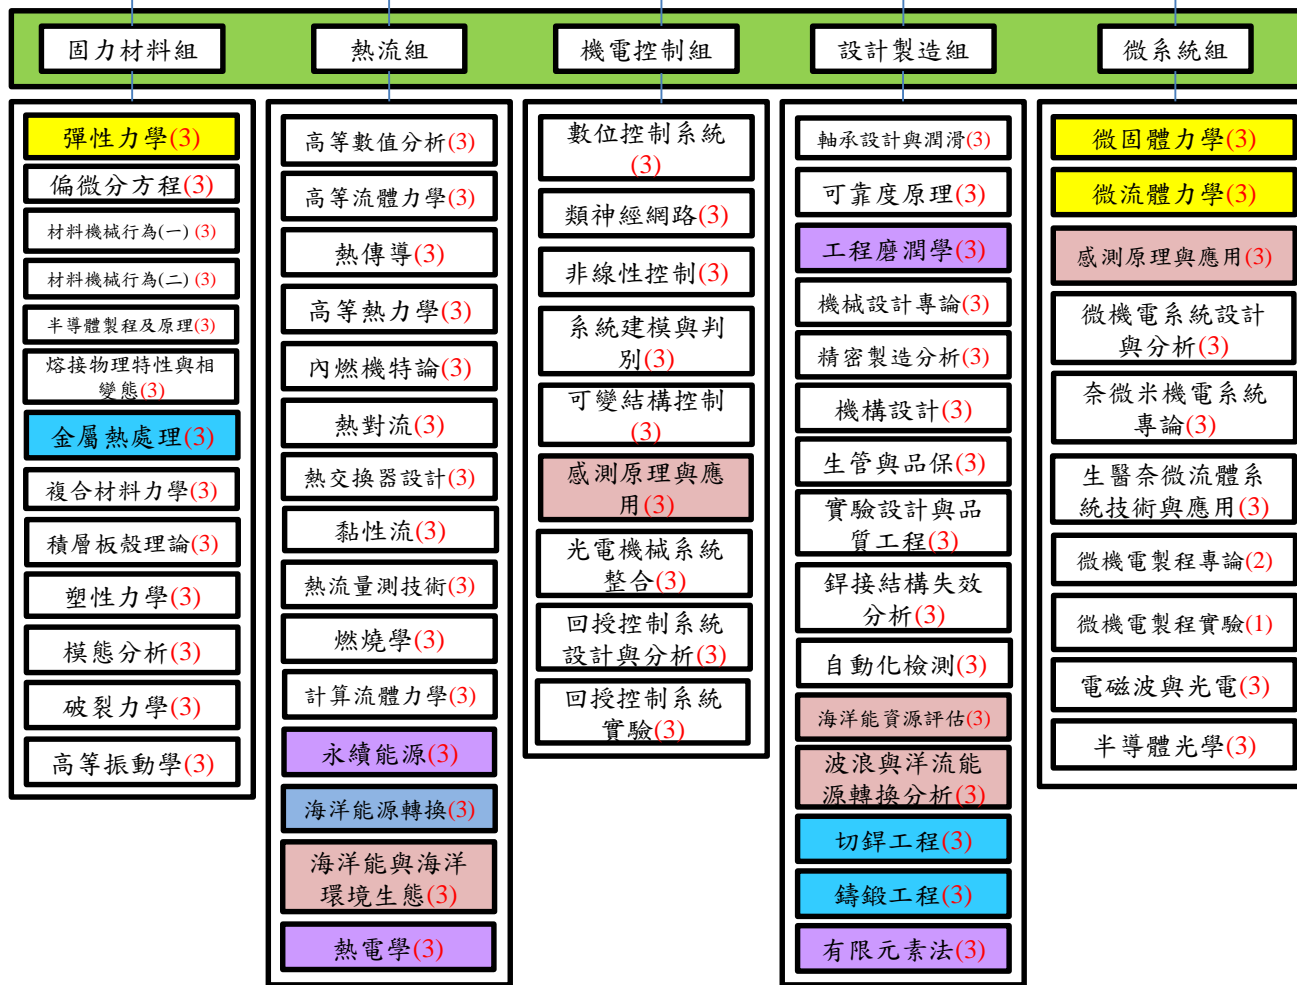 固力材料組
熱流組
機電控制組
設計製造組
微系統組
彈性力學(3)
偏微分方程(3)
材料機械行為(一) (3)
材料機械行為(二) (3)
半導體製程及原理(3)
熔接物理特性與相
變態(3)
金屬熱處理(3)
複合材料力學(3)
積層板殼理論(3)
塑性力學(3)
模態分析(3)
破裂力學(3)
高等振動學(3)
高等數值分析(3)
高等流體力學(3)
熱傳導(3)
高等熱力學(3)
內燃機特論(3)
熱對流(3)
熱交換器設計(3)
黏性流(3)
熱流量測技術(3)
燃燒學(3)
計算流體力學(3)
永續能源(3)
海洋能源轉換(3)
海洋能與海洋
環境生態(3)
熱電學(3)
數位控制系統
(3)
類神經網路(3)
非線性控制(3)
系統建模與判
別(3)
可變結構控制
(3)
感測原理與應
用(3)
光電機械系統
整合(3)
回授控制系統
設計與分析(3)
回授控制系統
實驗(3)
軸承設計與潤滑(3)
可靠度原理(3)
工程磨潤學(3)
機械設計專論(3)
精密製造分析(3)
機構設計(3)
生管與品保(3)
實驗設計與品
質工程(3)
銲接結構失效
分析(3)
自動化檢測(3)
海洋能資源評估(3)
波浪與洋流能
源轉換分析(3)
切銲工程(3)
鑄鍛工程(3)
有限元素法(3)
微固體力學(3)
微流體力學(3)
感測原理與應用(3)
微機電系統設計
與分析(3)
奈微米機電系統
專論(3)
生醫奈微流體系
統技術與應用(3)
微機電製程專論(2)
微機電製程實驗(1)
電磁波與光電(3)
半導體光學(3)